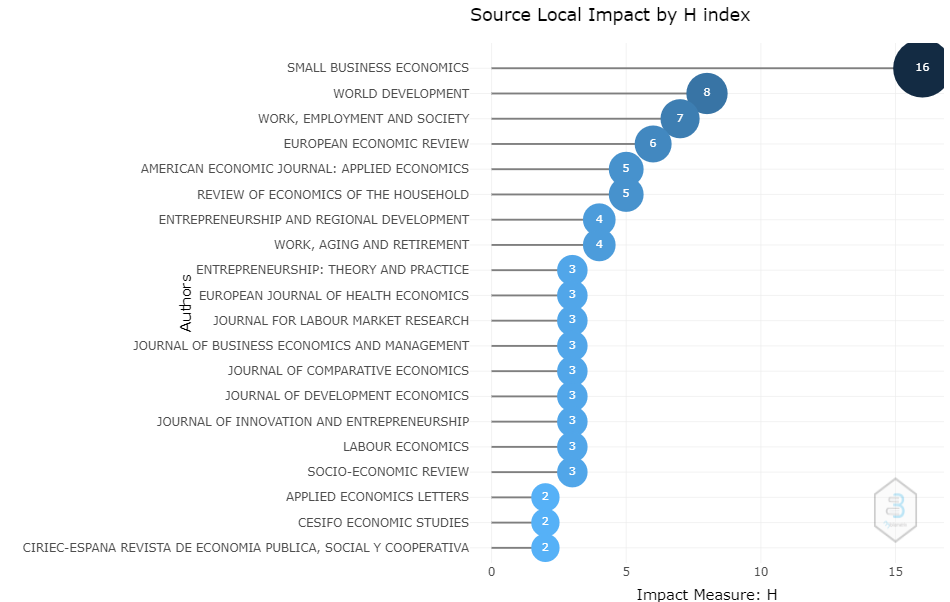 Source Local Impact by H index
SMALL BUSINESS ECONOMICS 16
WORLD DEVELOPMENT 8
WORK, EMPLOYMENT AND SOCIETY 7
EUROPEAN ECONOMIC REVIEW 6
AMERICAN ECONOMIC JOURNAL: APPLIED ECONOMICS 5
REVIEW OF ECONOMICS OF THE HOUSEHOLD 5
ENTREPRENEURSHIP AND REGIONAL DEVELOPMENT 4
WORK, AGING AND RETIREMENT 4
ENTREPRENEURSHIP: THEORY AND PRACTICE 3
EUROPEAN JOURNAL OF HEALTH ECONOMICS 3
Authors
JOURNAL FOR LABOUR MARKET RESEARCH 3
JOURNAL OF BUSINESS ECONOMICS AND MANAGEMENT 3
JOURNAL OF COMPARATIVE ECONOMICS 3
JOURNAL OF DEVELOPMENT ECONOMICS 3
JOURNAL OF INNOVATION AND ENTREPRENEURSHIP 3
LABOUR ECONOMICS 3
SOCIO-ECONOMIC REVIEW 3
APPLIED ECONOMICS LETTERS 2
CESIFO ECONOMIC STUDIES 2
CIRIEC-ESPANA REVISTA DE ECONOMIA PUBLICA, SOCIAL Y COOPERATIVA 2
0 5 10 15
Impact Measure: H